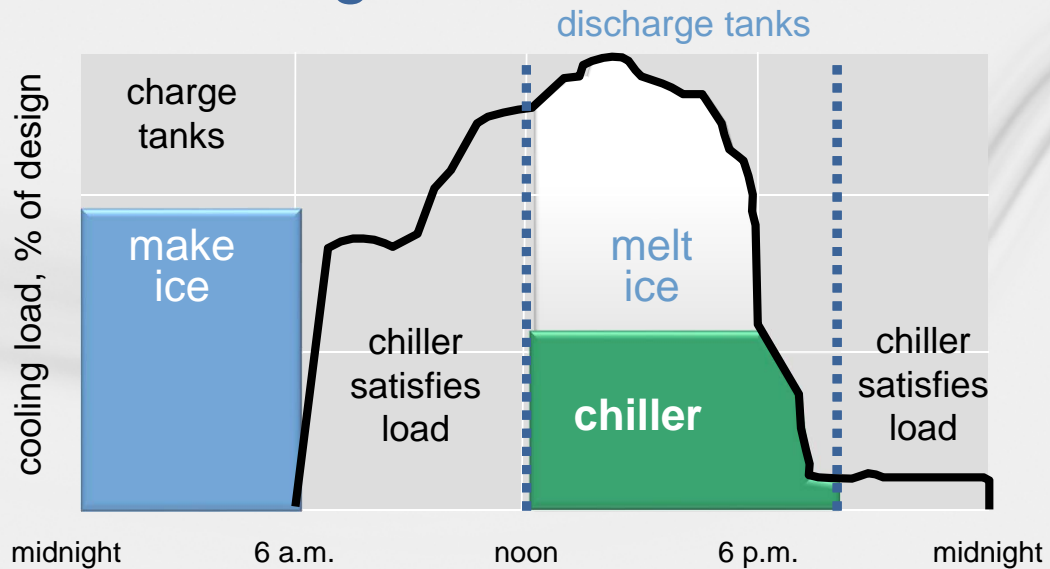 discharge tanks
charge
tanks
cooling load, % of design
make
ice
melt
ice
chiller
satisfies
load
chiller
chiller
satisfies
load
midnight
6 a.m.
noon
6 p.m.
midnight